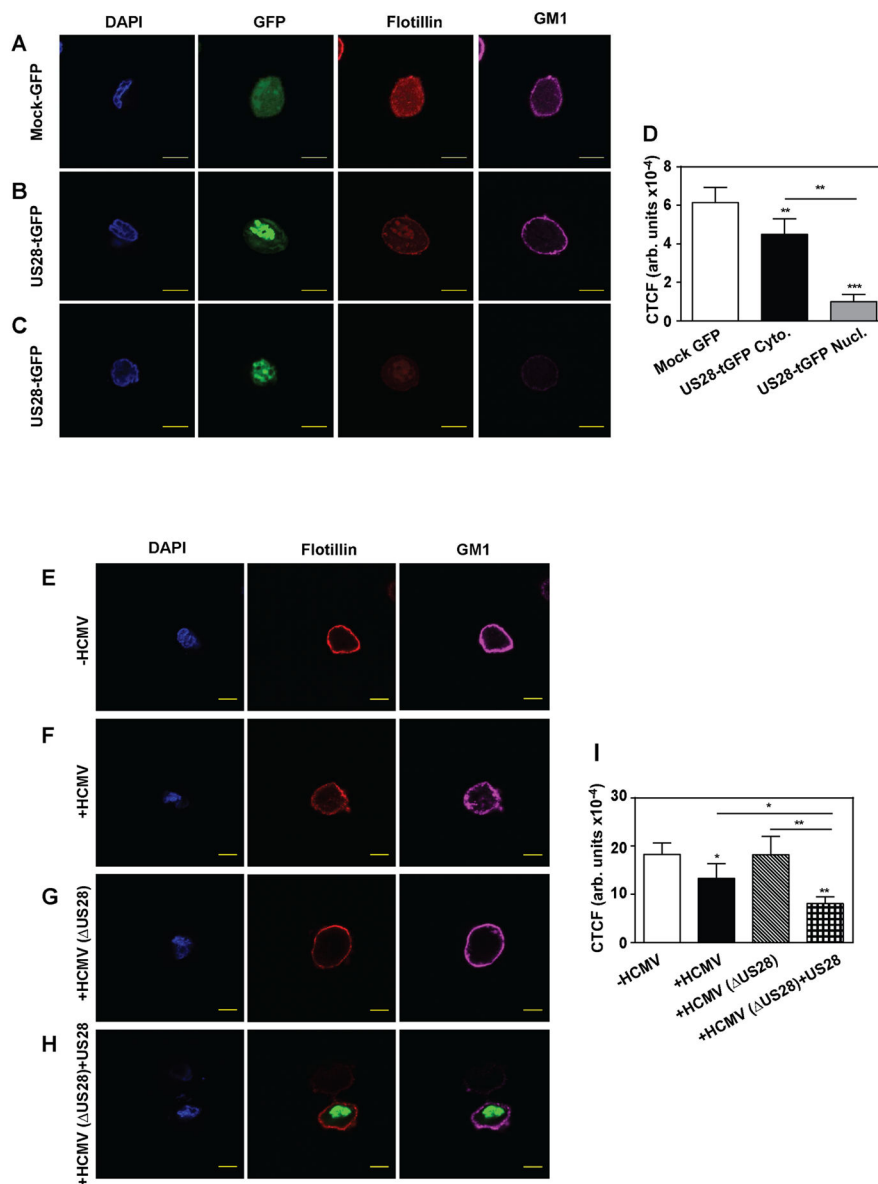 DAPI GFP Flotillin GM1
A
Mock-GFP
B
US28-tGFP
C
US28-tGFP
D
CTCF (arb. units x10⁻⁴)
8
6
4
2
0
**
**
***
Mock GFP
US28-tGFP Cyto.
US28-tGFP Nucl.
DAPI Flotillin GM1
E
-HCMV
F
+HCMV
G
+HCMV (ΔUS28)
H
+HCMV (ΔUS28)+US28
I
CTCF (arb. units x10⁻⁴)
30
20
10
0
*
**
*
**
-HCMV
+HCMV
+HCMV (ΔUS28)
+HCMV (ΔUS28)+US28